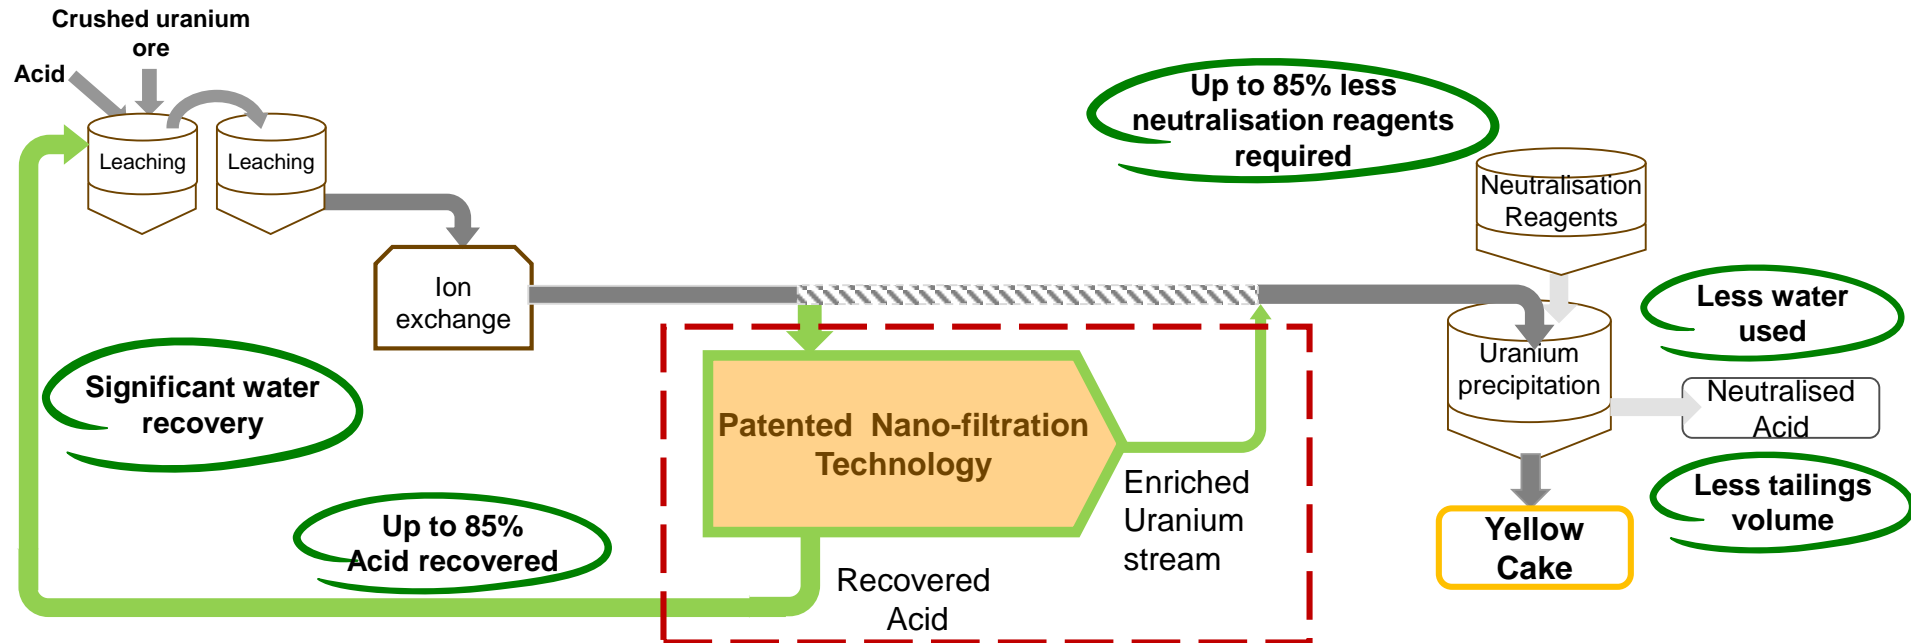 Crushed uranium
ore
Acid
Leaching
Leaching
Ion
exchange
Up to 85% less
neutralisation reagents
required
Neutralisation
Reagents
Less water
used
Uranium
precipitation
Neutralised
Acid
Significant water
recovery
Patented Nano-filtration
Technology
Enriched
Uranium
stream
Less tailings
volume
Up to 85%
Acid recovered
Yellow
Cake
Recovered
Acid